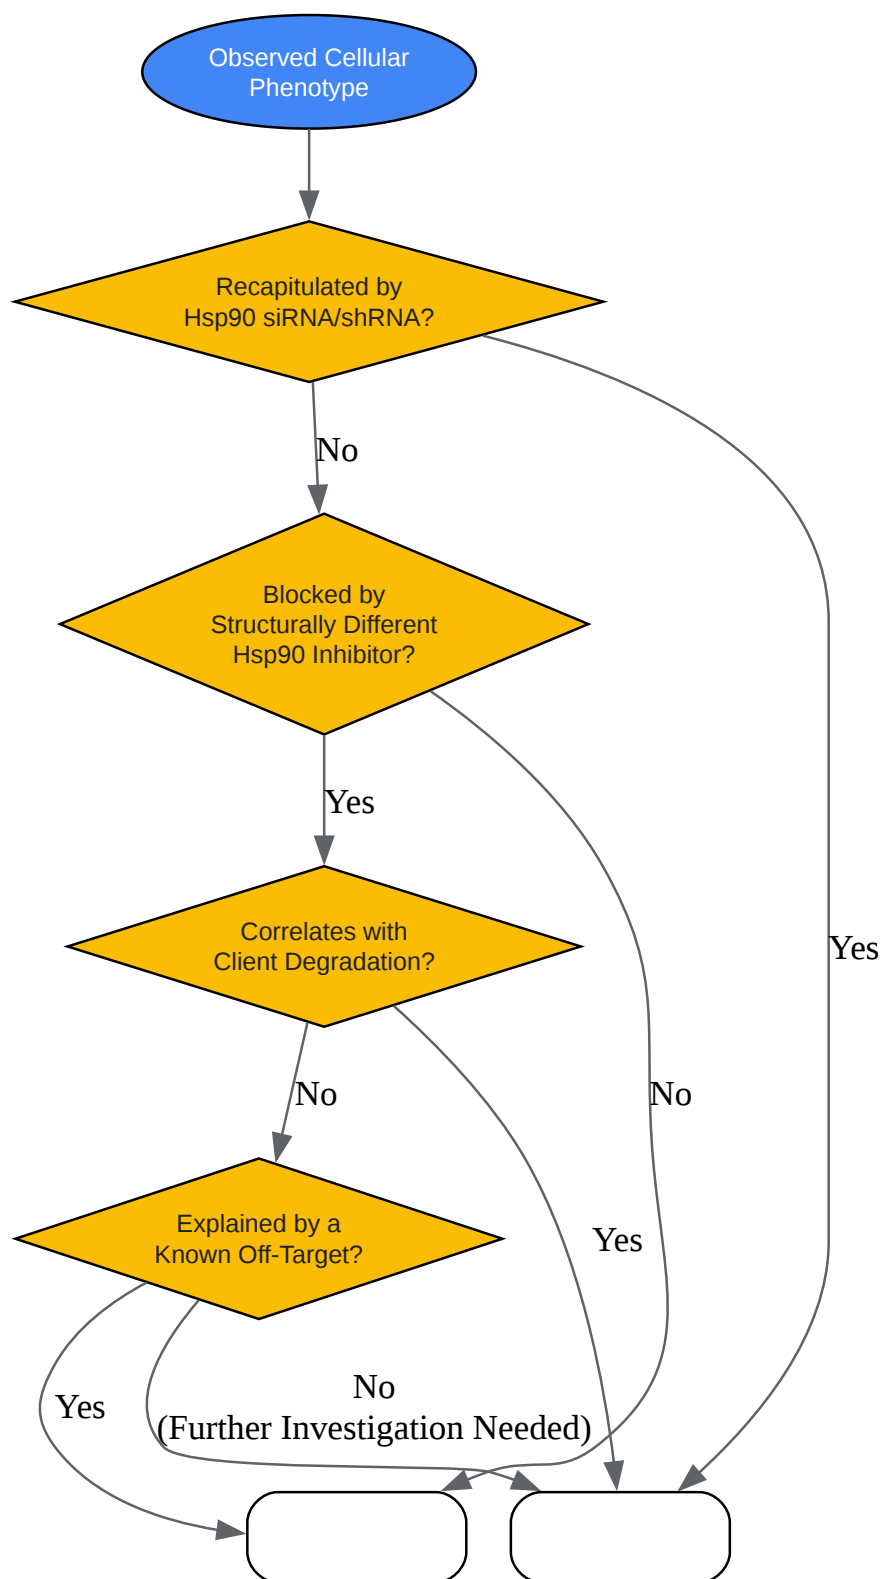 Observed Cellular
Phenotype
Recapitulated by
Hsp90 siRNA/shRNA?
No
Blocked by
Structurally Different
Hsp90 Inhibitor?
Yes
Correlates with
Client Degradation?
Yes
No
No
Explained by a
Known Off-Target?
Yes
Yes
No
(Further Investigation Needed)